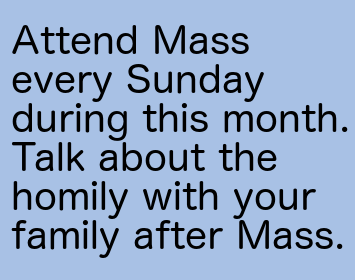 Attend Mass
every Sunday
during this month.
Talk about the
homily with your
family after Mass.